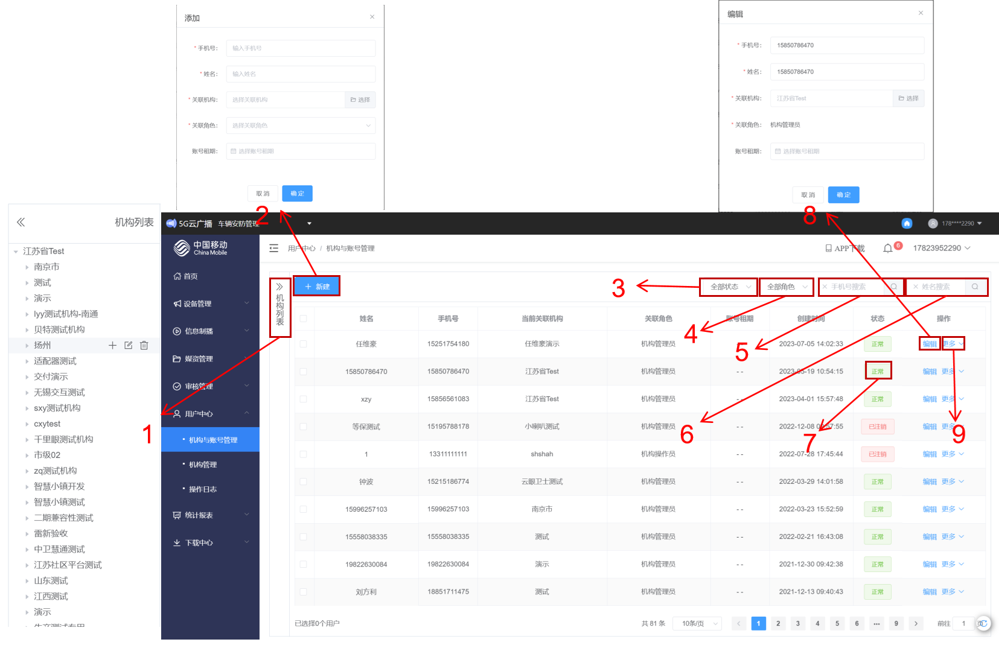 添加 ×
* 手机号： 输入手机号
* 姓名： 输入姓名
* 关联机构： 选择关联机构 选择
* 关联角色： 选择关联角色
账号租期： 选择账号租期
取消 确定
编辑 ×
* 手机号： 15850786470
* 姓名： 15850786470
* 关联机构： 江苏省Test 选择
* 关联角色： 机构管理员
账号租期： 选择账号租期
取消 确定
2
8
机构列表
江苏省Test
南京市
测试
演示
lyy测试机构-南通
贝特测试机构
扬州
适配器测试
交付演示
无锡交互测试
sxy测试机构
cxytest
千里眼测试机构
市级02
zq测试机构
智慧小镇开发
智慧小镇测试
二期兼容性测试
雷新验收
中卫慧通测试
江苏社区平台测试
山东测试
江西测试
演示
1
5G云广播 车辆安防管理
178****2290
中国移动
China Mobile
首页
设备管理
信息制播
媒资管理
审核管理
用户中心
机构与账号管理
机构管理
操作日志
统计报表
下载中心
用户中心 / 机构与账号管理
APP下载 6 17823952290
机构列表
+ 新建 3 全部状态 全部角色 × 手机号搜索 × 姓名搜索
姓名 手机号 当前关联机构 关联角色 账号租期 创建时间 状态 操作
4 5
任维豪 15251754180 任维豪演示 机构管理员 2023-07-05 14:02:33 正常 编辑 更多
15850786470 15850786470 江苏省Test 机构管理员 - - 2023-05-19 10:54:15 正常 编辑 更多
xzy 15856561083 江苏省Test 机构管理员 - - 2023-04-01 15:57:48 正常 编辑 更多
等保测试 15195788178 小喇叭测试 机构管理员 - - 2022-12-08 09:57:55 已注销 编辑 更多
6 7 9
1 13311111111 shshah 机构操作员 - - 2022-07-28 17:45:44 已注销 编辑 更多
钟波 15215186774 云眼卫士测试 机构管理员 - - 2022-03-29 14:01:58 正常 编辑 更多
15996257103 15996257103 南京市 机构管理员 - - 2022-03-23 15:52:59 正常 编辑 更多
15558038335 15558038335 测试 机构管理员 - - 2022-02-21 16:43:08 正常 编辑 更多
19822630084 19822630084 演示 机构管理员 - - 2021-12-30 09:42:38 正常 编辑 更多
刘方利 18851711475 测试 机构管理员 - - 2021-12-13 09:40:43 正常 编辑 更多
已选择0个用户 共 81 条 10条/页 < 1 2 3 4 5 6 ··· 9 > 前往 1